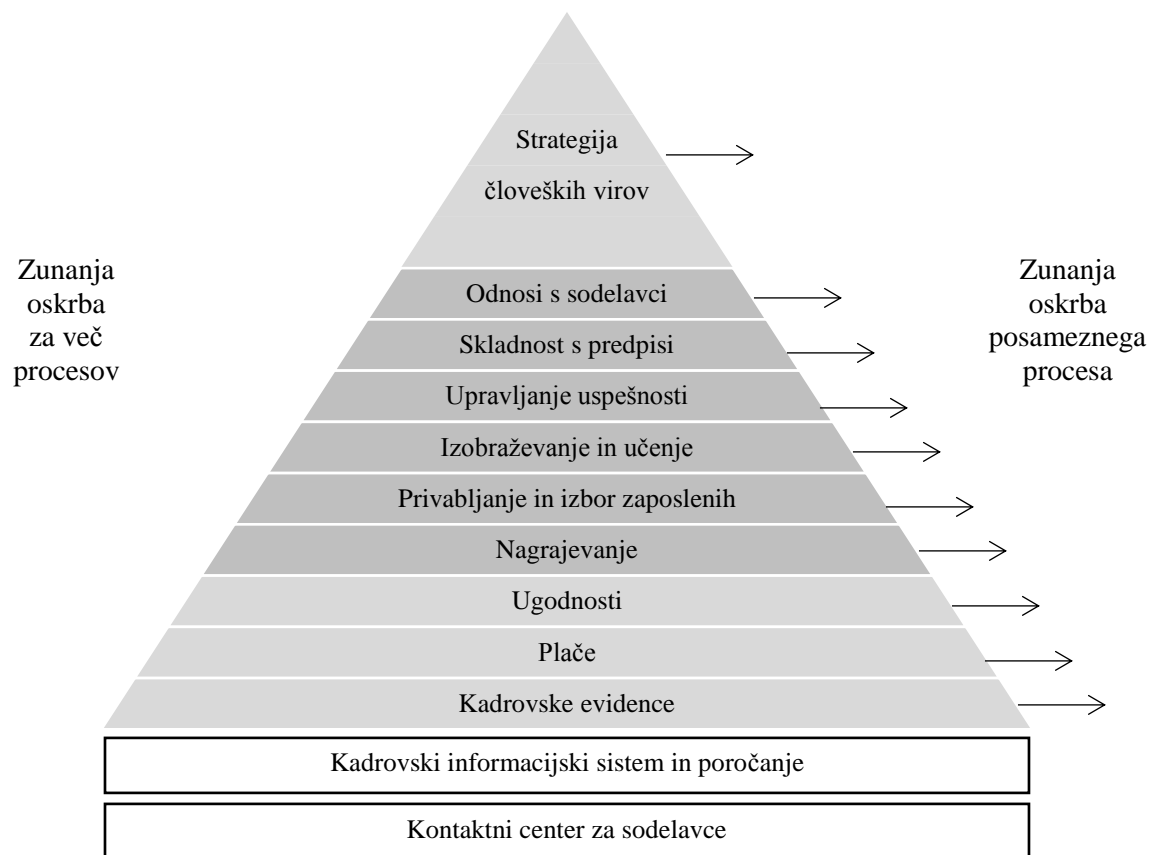 Strategija
človeških virov
Zunanja
oskrba
za več
procesov
Zunanja
oskrba
posameznega
procesa
Odnosi s sodelavci
Skladnost s predpisi
Upravljanje uspešnosti
Izobraževanje in učenje
Privabljanje in izbor zaposlenih
Nagrajevanje
Ugodnosti
Plače
Kadrovske evidence
Kadrovski informacijski sistem in poročanje
Kontaktni center za sodelavce